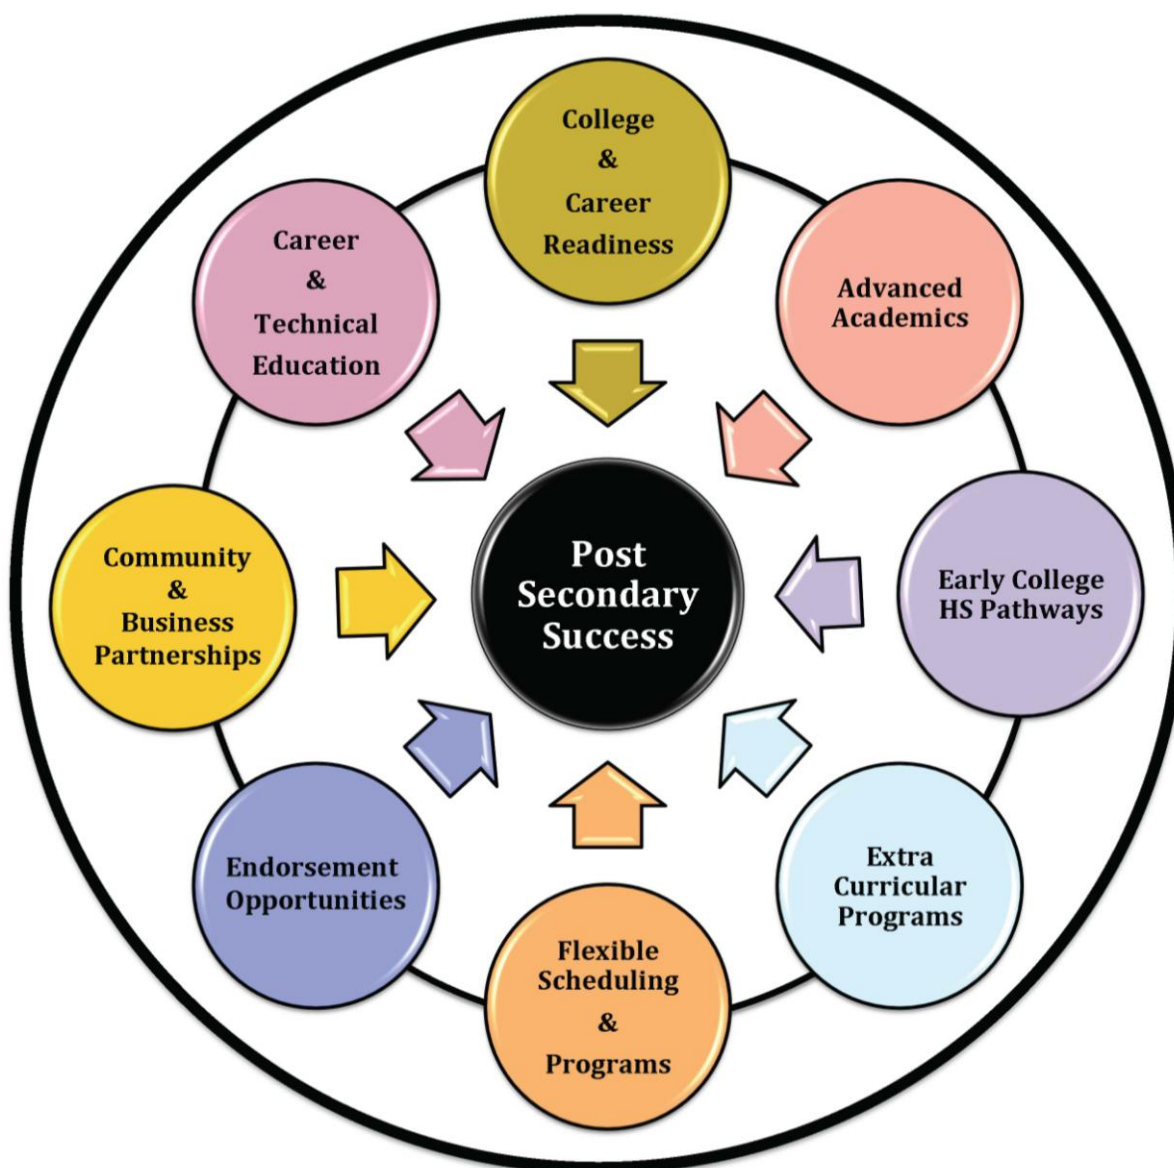 College
&
Career
Readiness
Advanced
Academics
Early College
HS Pathways
Extra
Curricular
Programs
Flexible
Scheduling
&
Programs
Endorsement
Opportunities
Community
&
Business
Partnerships
Career
&
Technical
Education
Post
Secondary
Success